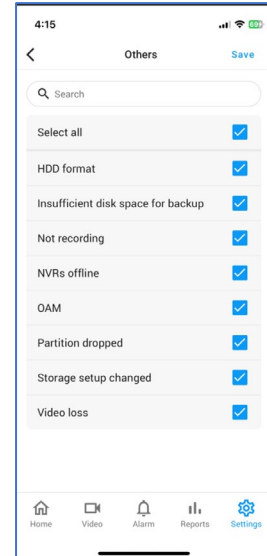 4:15
69
Others
Save
Search
Select all
HDD format
Insufficient disk space for backup
Not recording
NVRs offline
OAM
Partition dropped
Storage setup changed
Video loss
Home
Video
Alarm
Reports
Settings